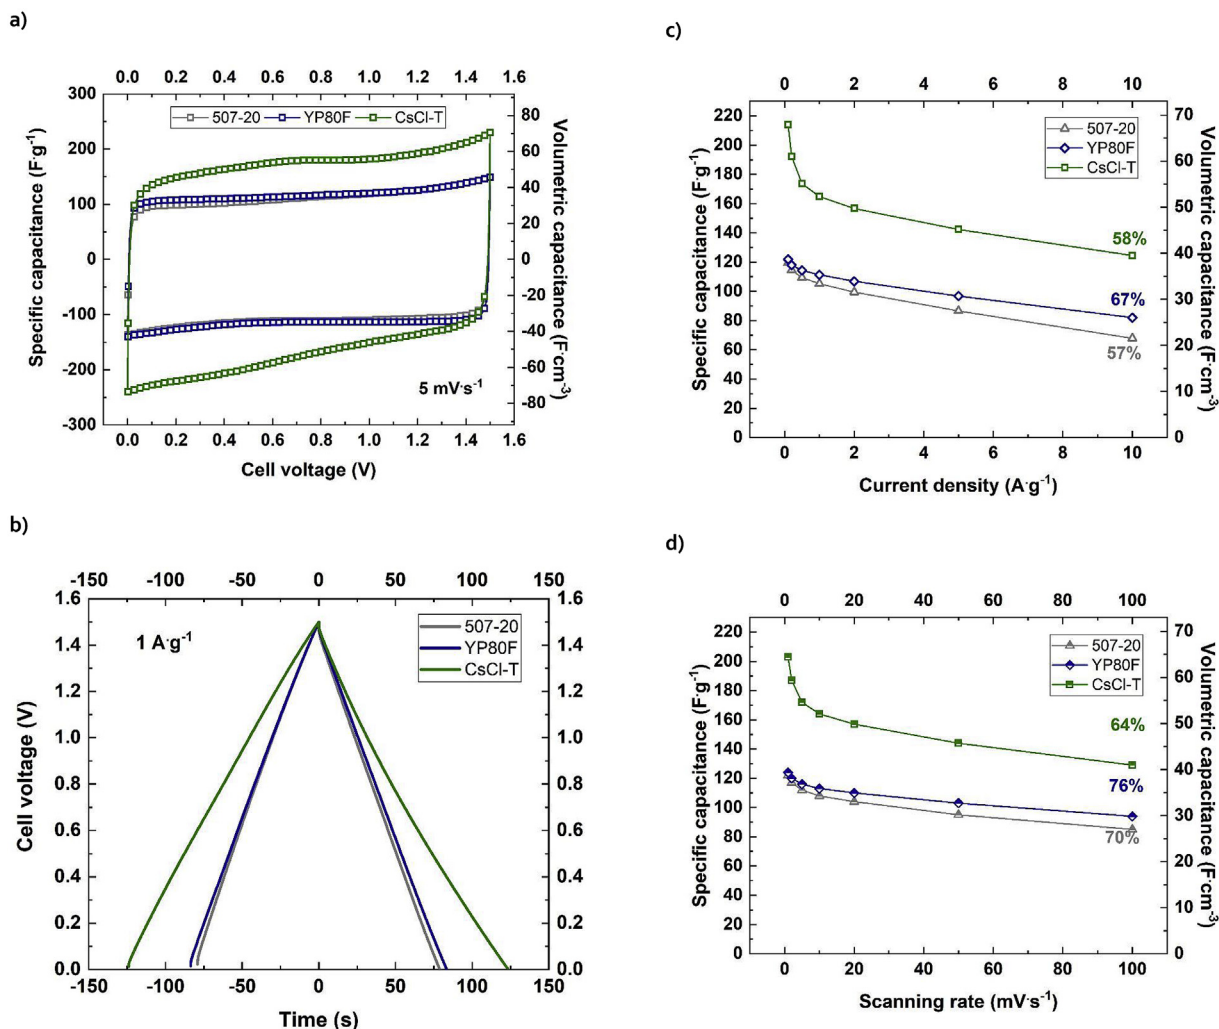 a)
0.0 0.2 0.4 0.6 0.8 1.0 1.2 1.4 1.6
507-20 YP80F CsCl-T
300
200
100
0
-100
-200
-300
80
60
40
20
0
-20
-40
-60
-80
Specific capacitance (F·g⁻¹)
Volumetric capacitance (F·cm⁻³)
5 mV·s⁻¹
0.0 0.2 0.4 0.6 0.8 1.0 1.2 1.4 1.6
Cell voltage (V)
b)
-150 -100 -50 0 50 100 150
1 A·g⁻¹
507-20
YP80F
CsCl-T
1.6 1.6
1.4 1.4
1.2 1.2
1.0 1.0
0.8 0.8
0.6 0.6
0.4 0.4
0.2 0.2
0.0 0.0
Cell voltage (V)
-150 -100 -50 0 50 100 150
Time (s)
c)
0 2 4 6 8 10
507-20
YP80F
CsCl-T
220
200
180
160
140
120
100
80
60
40
20
0
70
60
50
40
30
20
10
0
Specific capacitance (F·g⁻¹)
Volumetric capacitance (F·cm⁻³)
58%
67%
57%
0 2 4 6 8 10
Current density (A·g⁻¹)
d)
0 20 40 60 80 100
507-20
YP80F
CsCl-T
220
200
180
160
140
120
100
80
60
40
20
0
70
60
50
40
30
20
10
0
Specific capacitance (F·g⁻¹)
Volumetric capacitance (F·cm⁻³)
64%
76%
70%
0 20 40 60 80 100
Scanning rate (mV·s⁻¹)